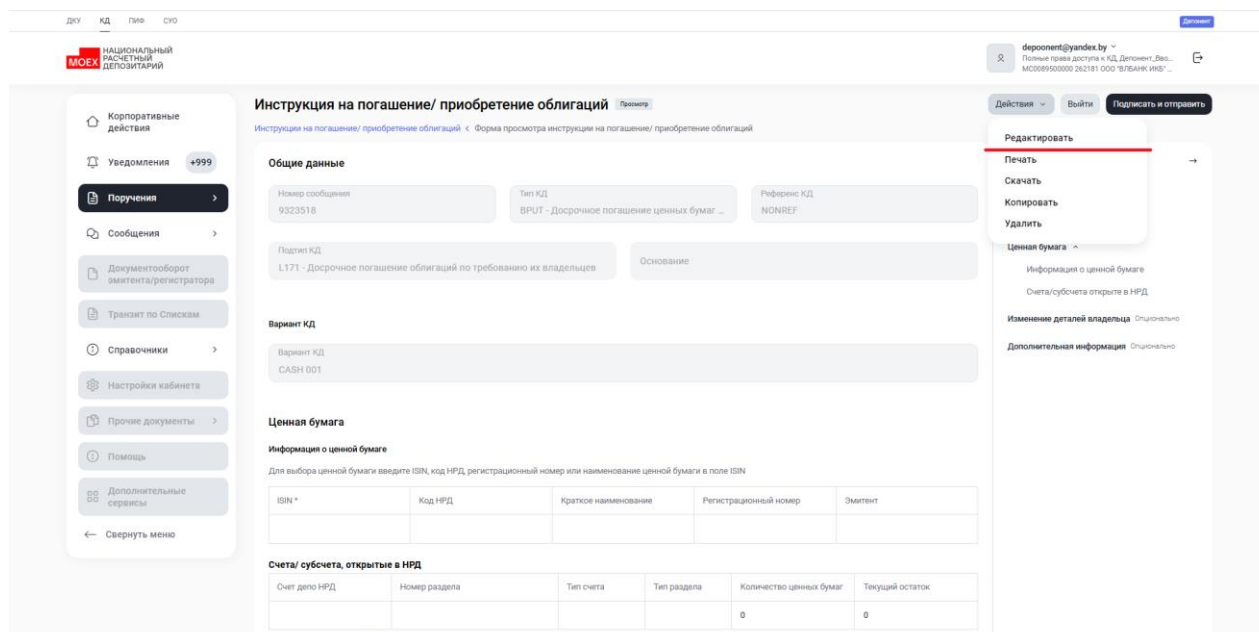 ДКУ КД ПИФ СУО Депонент
MOEX НАЦИОНАЛЬНЫЙ
РАСЧЕТНЫЙ
ДЕПОЗИТАРИЙ
depoonent@yandex.by
Полные права доступа к КД, Депонент_Вво...
MC0089500000 262181 ООО "ВЛБАНК ИКБ" ...
Корпоративные
действия
Уведомления +999
Поручения
Сообщения
Документооборот
эмитента/регистратора
Транзит по Спискам
Справочники
Настройки кабинета
Прочие документы
Помощь
Дополнительные
сервисы
Свернуть меню
Инструкция на погашение/ приобретение облигаций Просмотр
Инструкции на погашение/ приобретение облигаций < Форма просмотра инструкции на погашение/ приобретение облигаций
Действия Выйти Подписать и отправить
Редактировать
Печать
Скачать
Копировать
Удалить
Общие данные
Номер сообщения Тип КД Референс КД
9323518 BPUT - Досрочное погашение ценных бумаг ... NONREF
Подтип КД
L171 - Досрочное погашение облигаций по требованию их владельцев
Основание
Вариант КД
Вариант КД
CASH 001
Ценная бумага
Информация о ценной бумаге
Для выбора ценной бумаги введите ISIN, код НРД, регистрационный номер или наименование ценной бумаги в поле ISIN
ISIN * Код НРД Краткое наименование Регистрационный номер Эмитент
Счета/ субсчета, открытые в НРД
Счет депо НРД Номер раздела Тип счета Тип раздела Количество ценных бумаг Текущий остаток
0 0
Ценная бумага
Информация о ценной бумаге
Счета/субсчета открыте в НРД
Изменение деталей владельца Опционально
Дополнительная информация Опционально